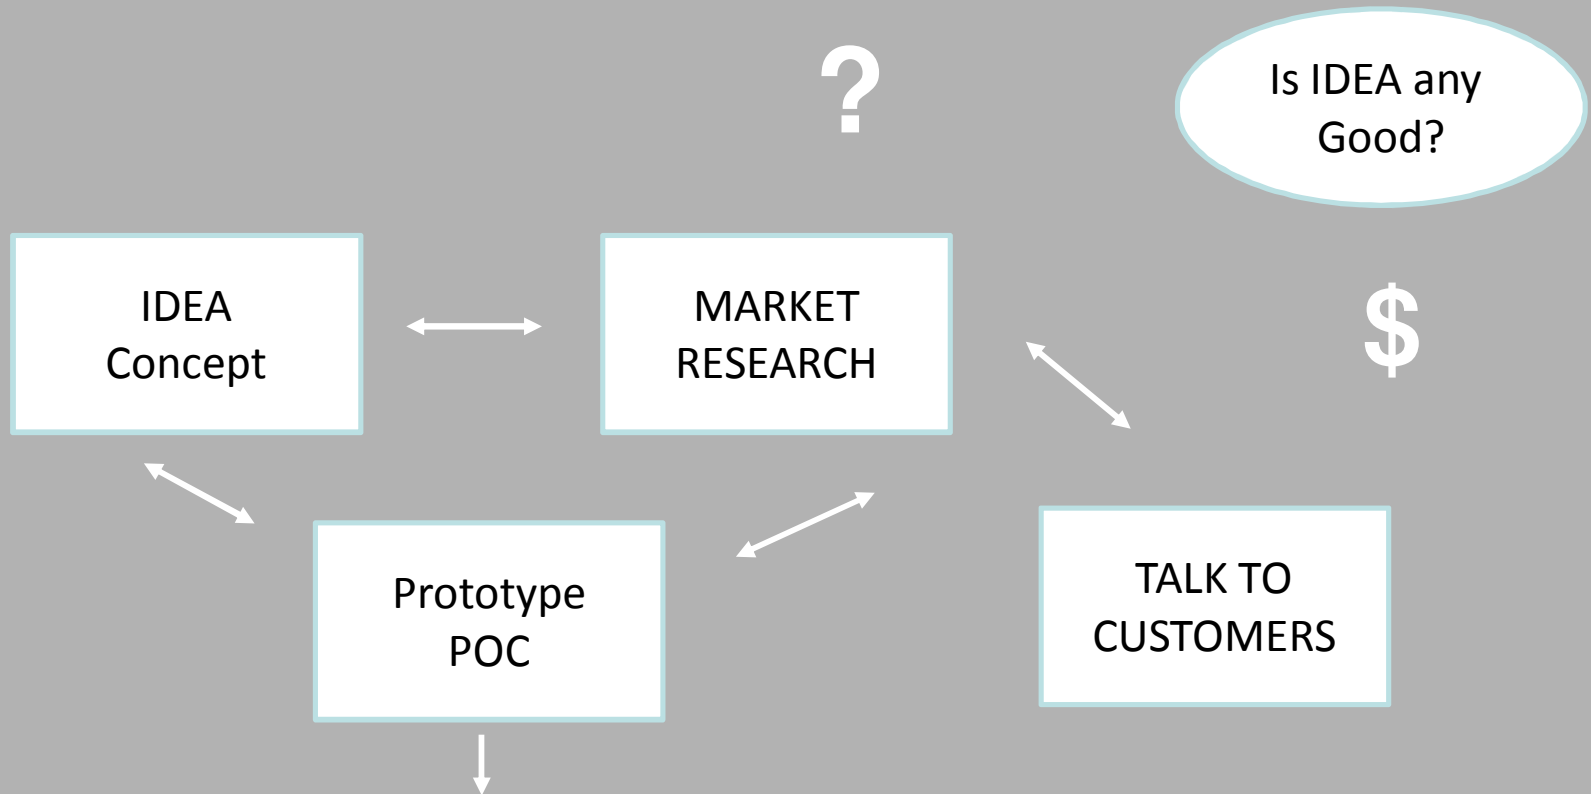 ?
Is IDEA any
Good?
IDEA
Concept
MARKET
RESEARCH
$
Prototype
POC
TALK TO
CUSTOMERS